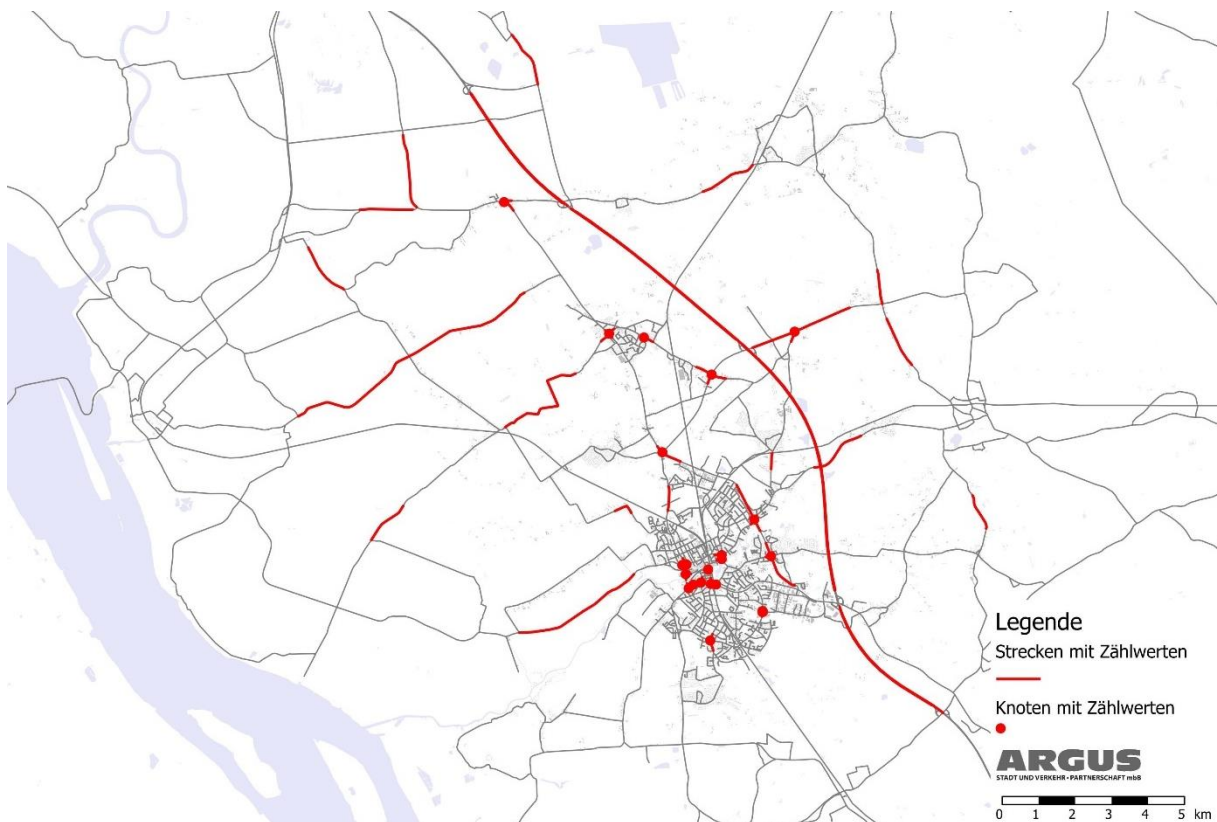 Legende
Strecken mit Zählwerten
Knoten mit Zählwerten
ARGUS
STADT UND VERKEHR • PARTNERSCHAFT mbB
0 1 2 3 4 5 km